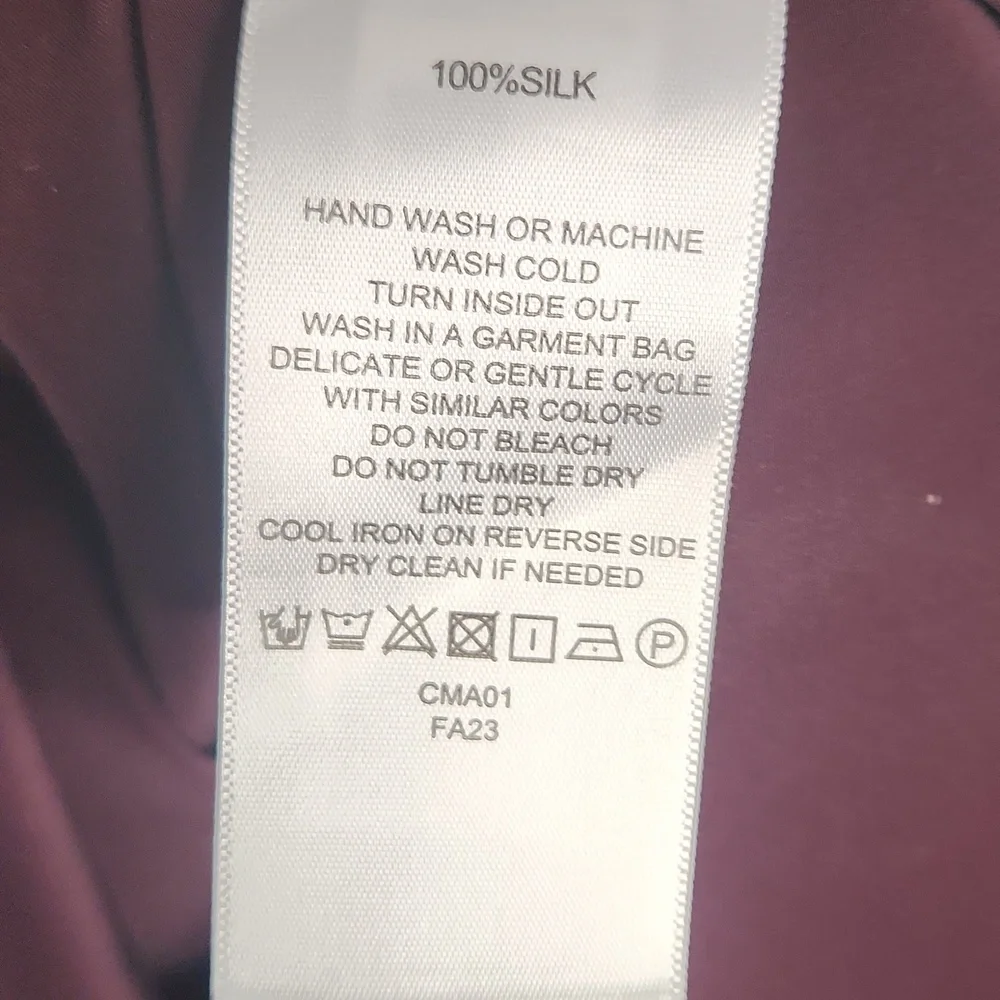 100%SILK
HAND WASH OR MACHINE
WASH COLD
TURN INSIDE OUT
WASH IN A GARMENT BAG
DELICATE OR GENTLE CYCLE
WITH SIMILAR COLORS
DO NOT BLEACH
DO NOT TUMBLE DRY
LINE DRY
COOL IRON ON REVERSE SIDE
DRY CLEAN IF NEEDED
P
CMA01
FA23